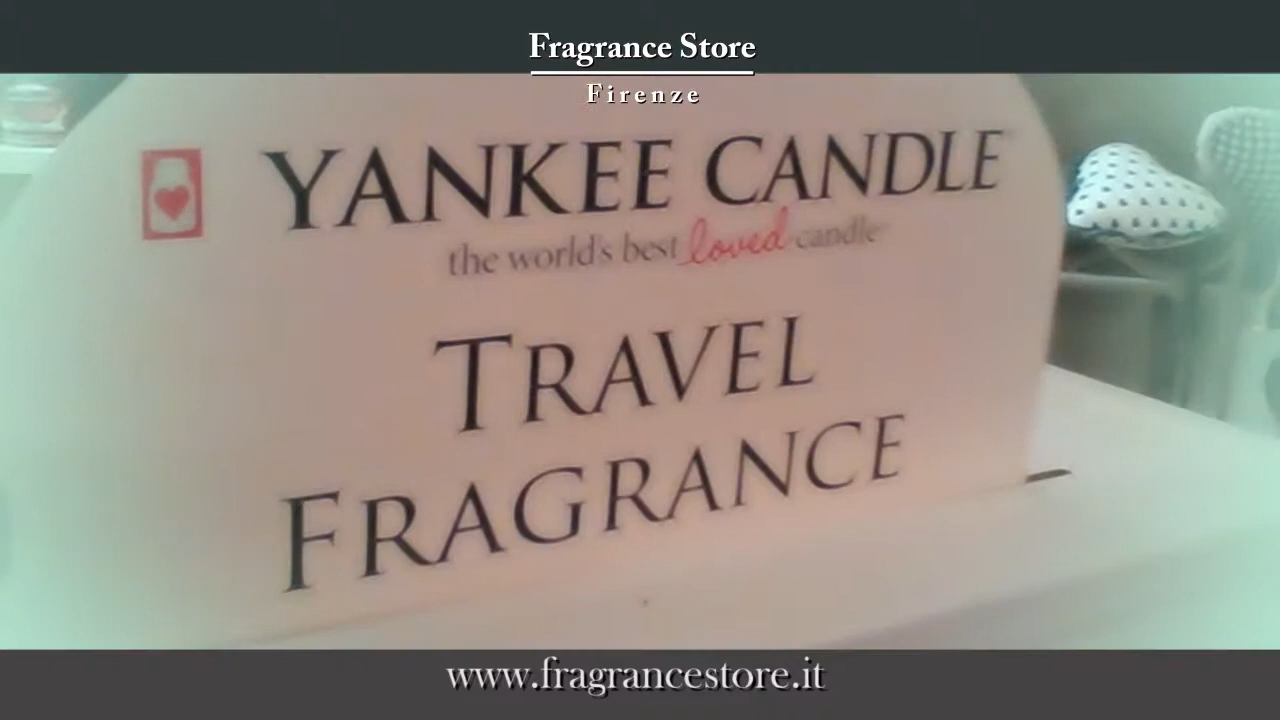 Fragrance Store
Firenze
YANKEE CANDLE
the world's best loved candle
TRAVEL
FRAGRANCE
www.fragrancestore.it